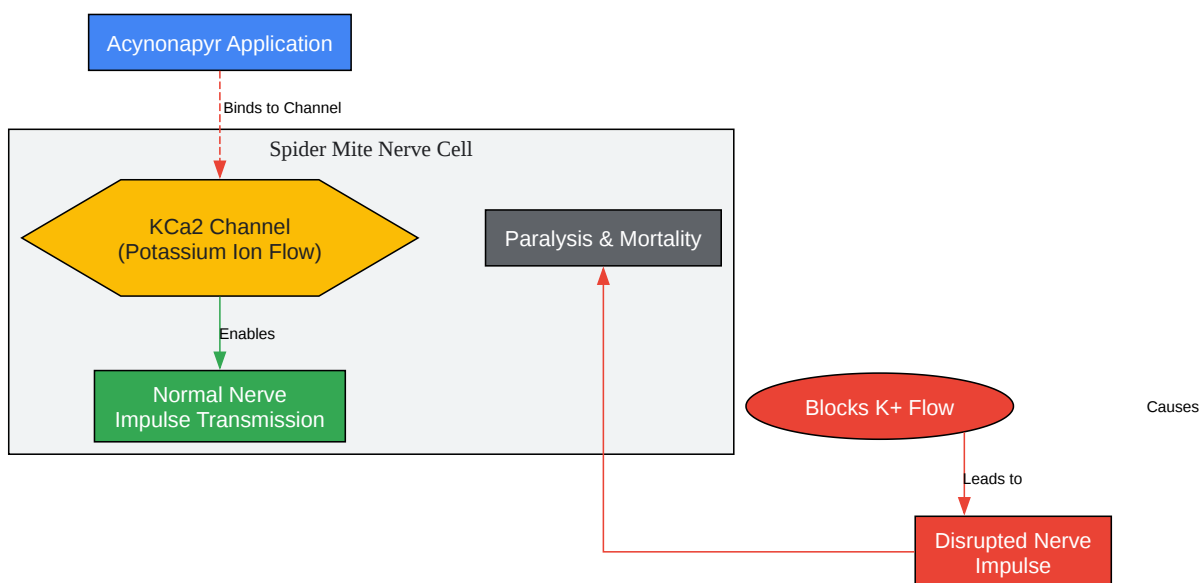 Acynonapyr Application
Binds to Channel
Spider Mite Nerve Cell
KCa2 Channel
(Potassium Ion Flow)
Paralysis & Mortality
Enables
Normal Nerve
Impulse Transmission
Blocks K+ Flow
Causes
Leads to
Disrupted Nerve
Impulse